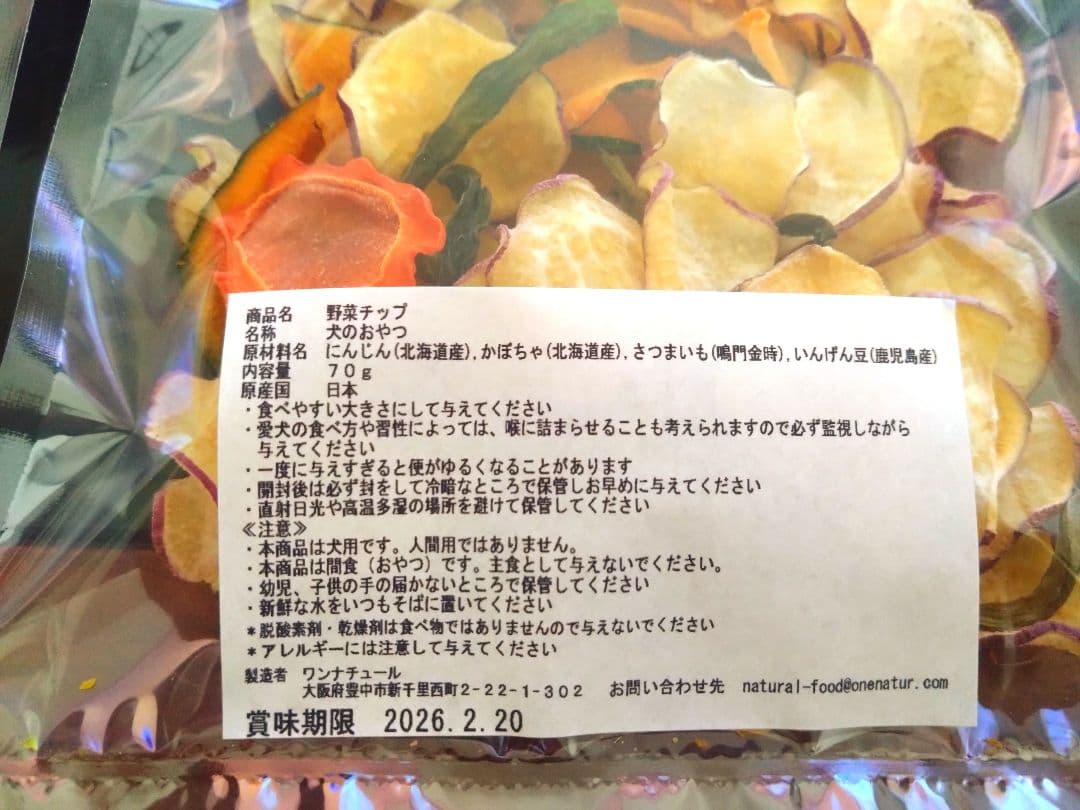 商品名 野菜チップ
名称 犬のおやつ
原材料名 にんじん(北海道産),かぼちゃ(北海道産),さつまいも(鳴門金時),いんげん豆(鹿児島産)
内容量 70g
原産国 日本
・食べやすい大きさにして与えてください
・愛犬の食べ方や習性によっては、喉に詰まらせることも考えられますので必ず監視しながら
与えてください
・一度に与えすぎると便がゆるくなることがあります
・開封後は必ず封をして冷暗なところで保管しお早めに与えてください
・直射日光や高温多湿の場所を避けて保管してください
≪注意≫
・本商品は犬用です。人間用ではありません。
・本商品は間食（おやつ）です。主食として与えないでください。
・幼児、子供の手の届かないところで保管してください
・新鮮な水をいつもそばに置いてください
＊脱酸素剤・乾燥剤は食べ物ではありませんので与えないでください
＊アレルギーには注意して与えてください
製造者 ワンナチュール
大阪府豊中市新千里西町2-22-1-302 お問い合わせ先 natural-food@onenatur.com
賞味期限 2026.2.20